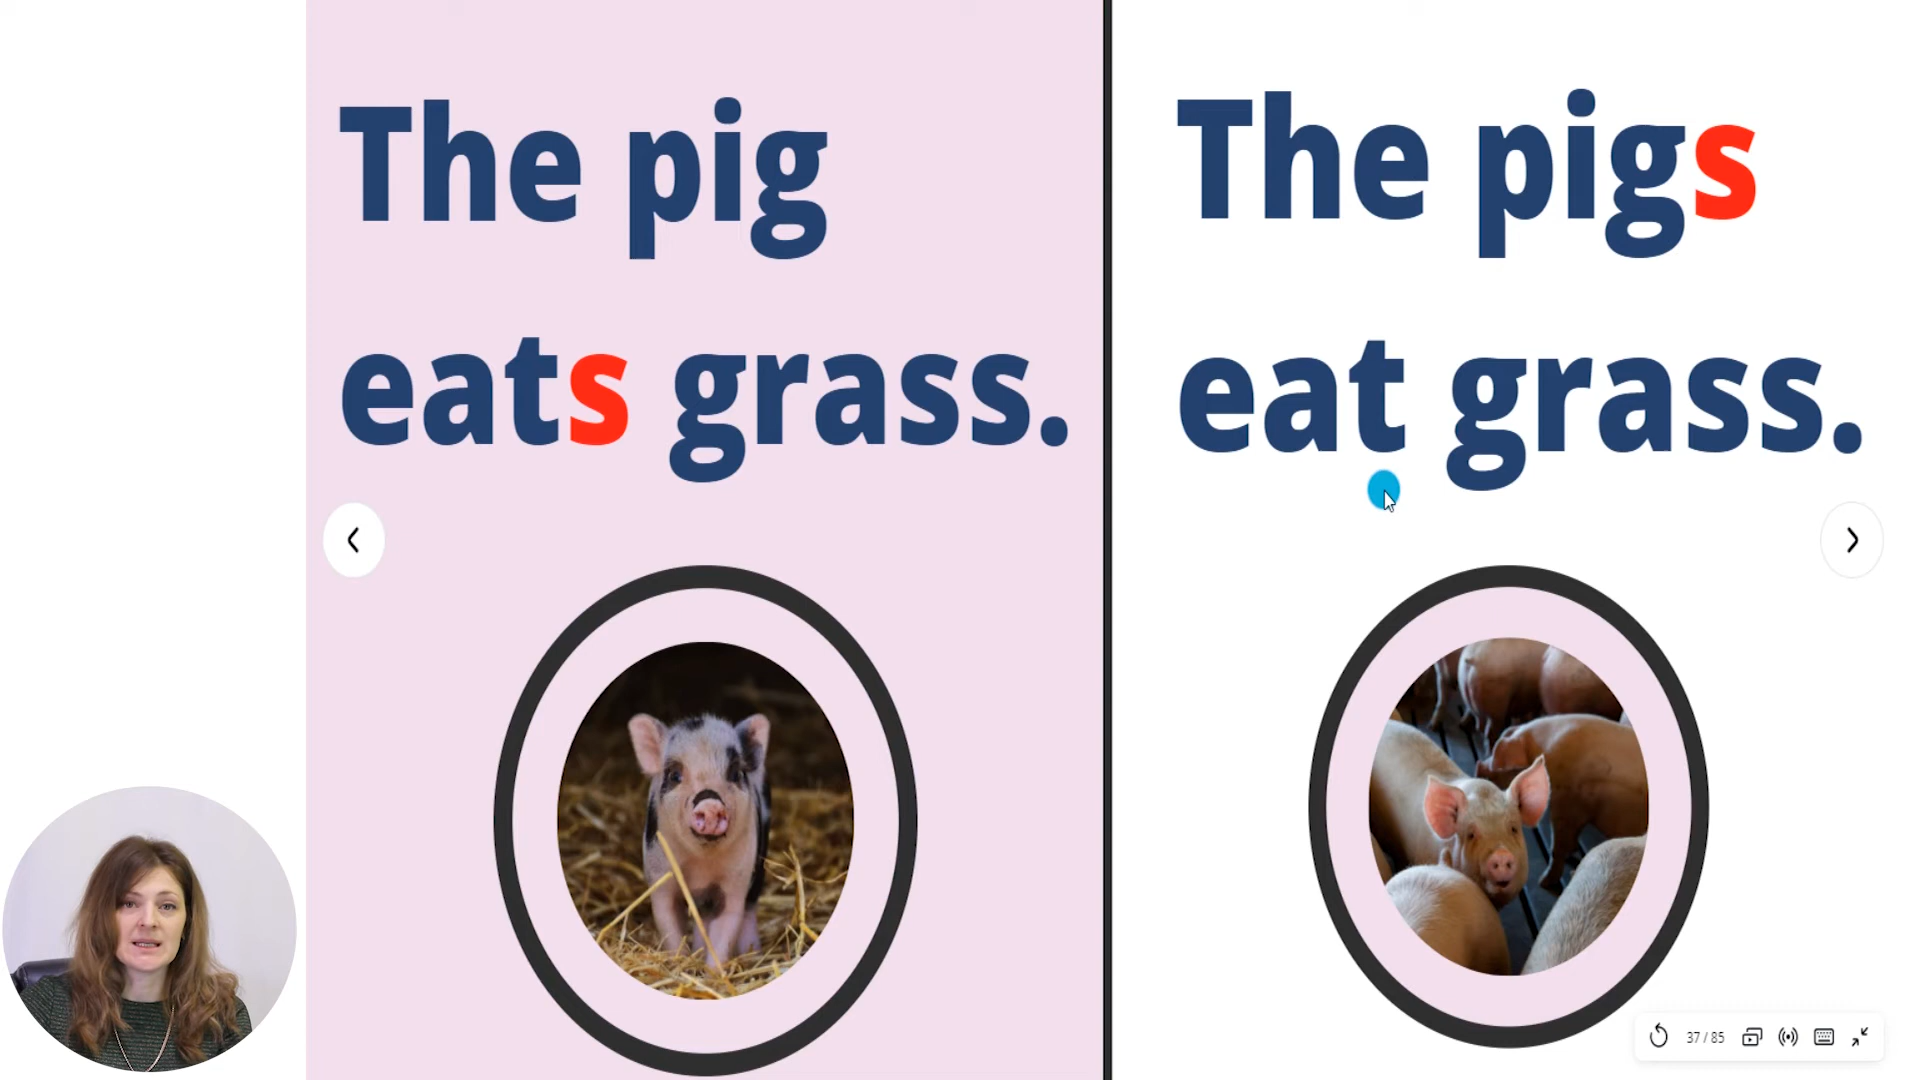 The pig
eats grass.
The pigs
eat grass.
37 / 85